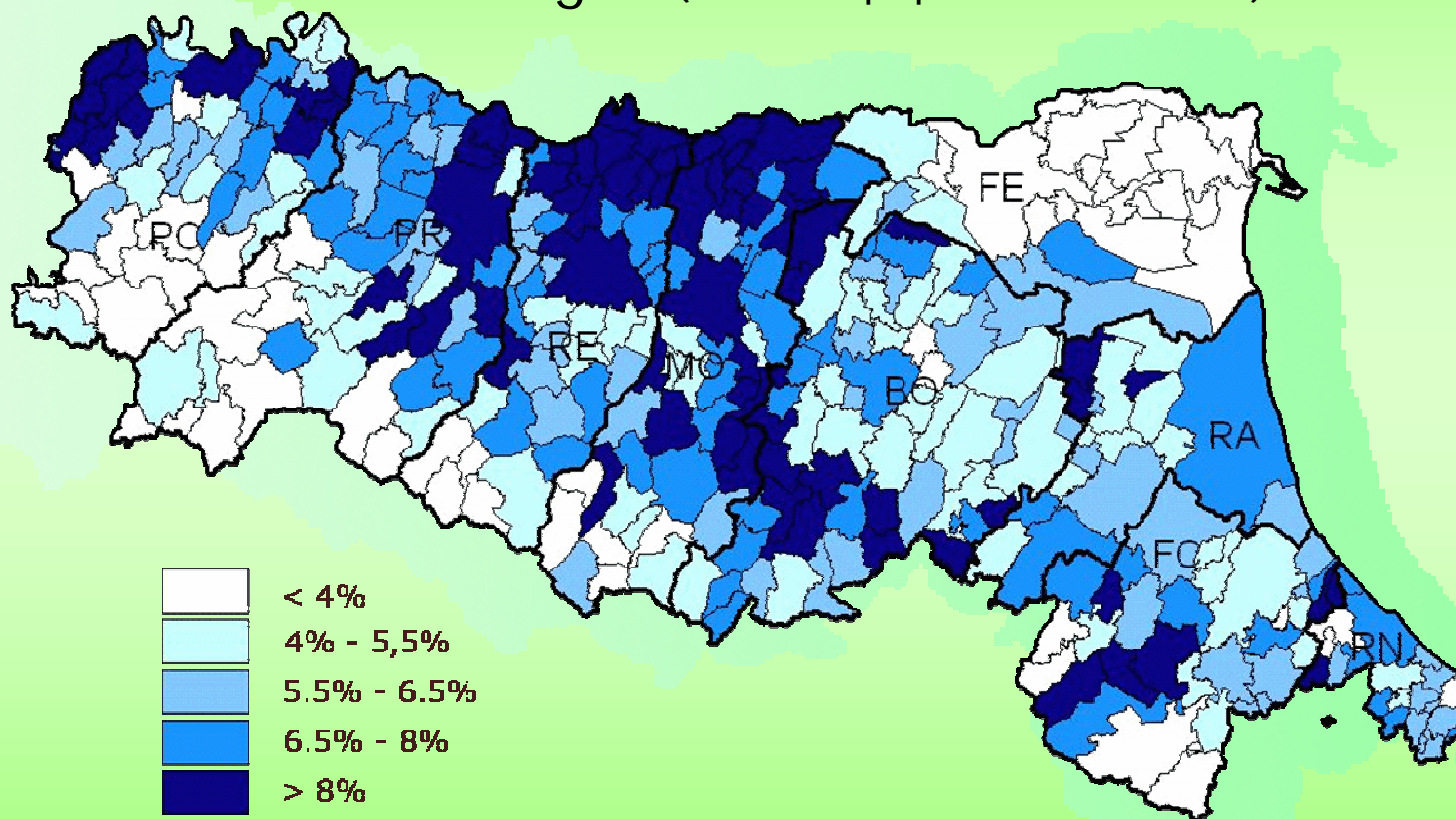 FE
PC
PR
RE
MO
BO
RA
FC
RN
< 4%
4% - 5,5%
5.5% - 6.5%
6.5% - 8%
> 8%